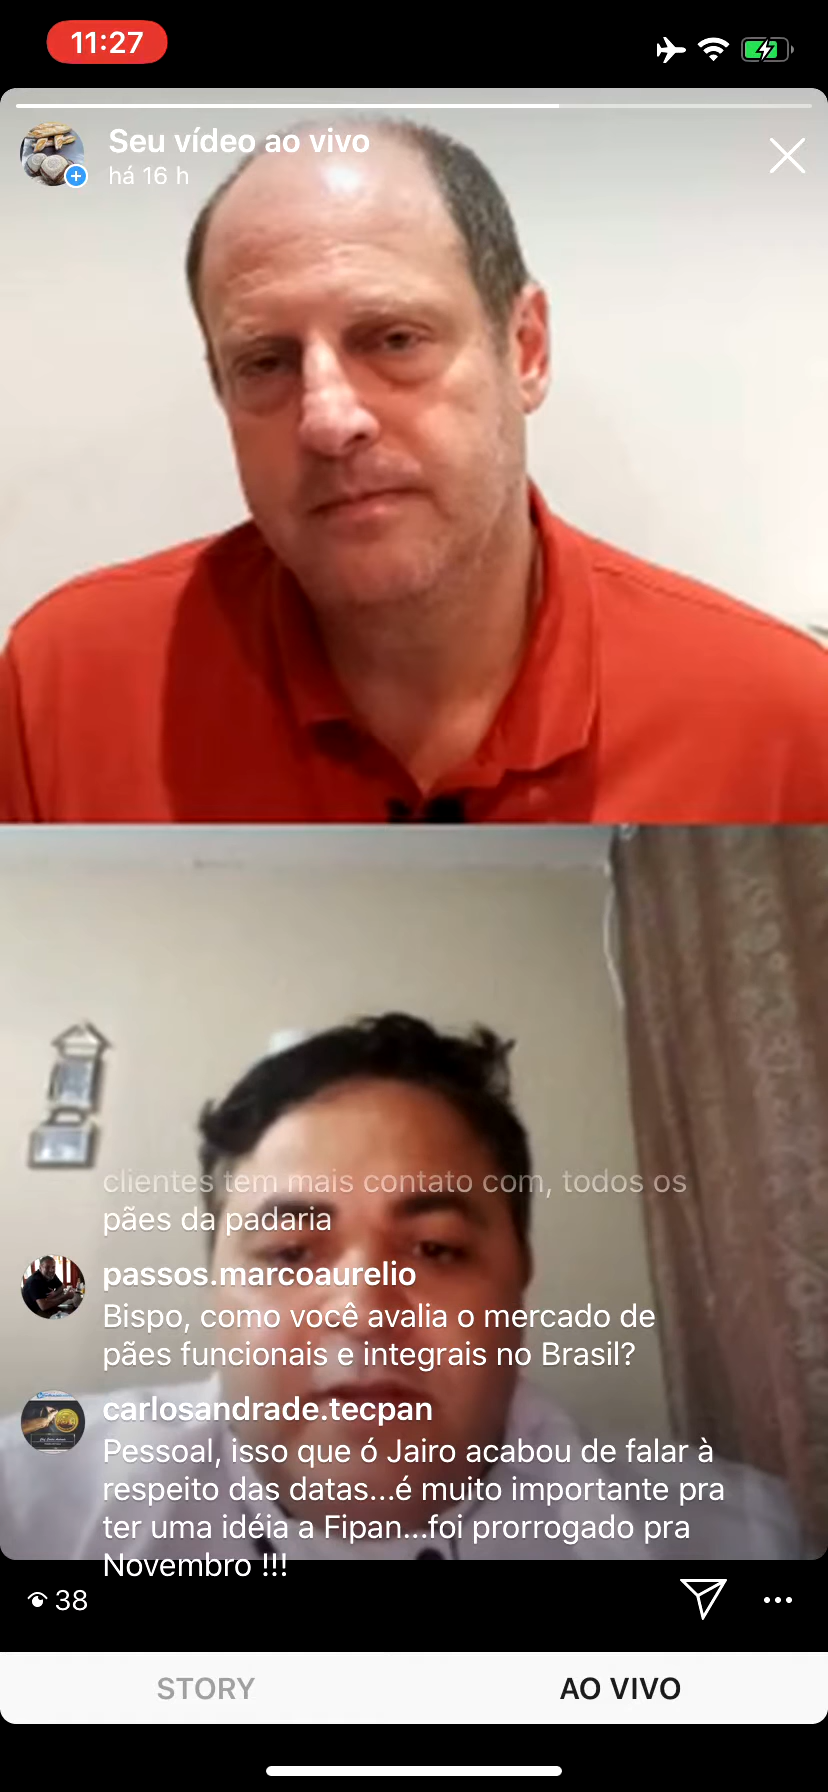 11:27
Seu vídeo ao vivo
há 16 h
clientes tem mais contato com, todos os
pães da padaria
passos.marcoaurelio
Bispo, como você avalia o mercado de
pães funcionais e integrais no Brasil?
carlosandrade.tecpan
Pessoal, isso que ó Jairo acabou de falar à
respeito das datas...é muito importante pra
ter uma idéia a Fipan...foi prorrogado pra
Novembro !!!
38
STORY
AO VIVO